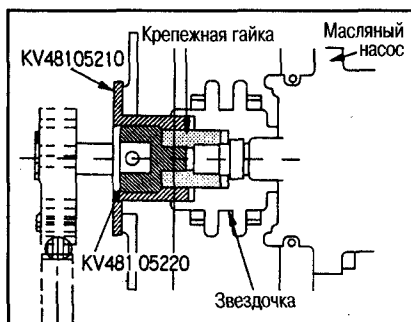 Крепежная гайка
Масляный
насос
KV48105210
KV481 05220
Звездочка